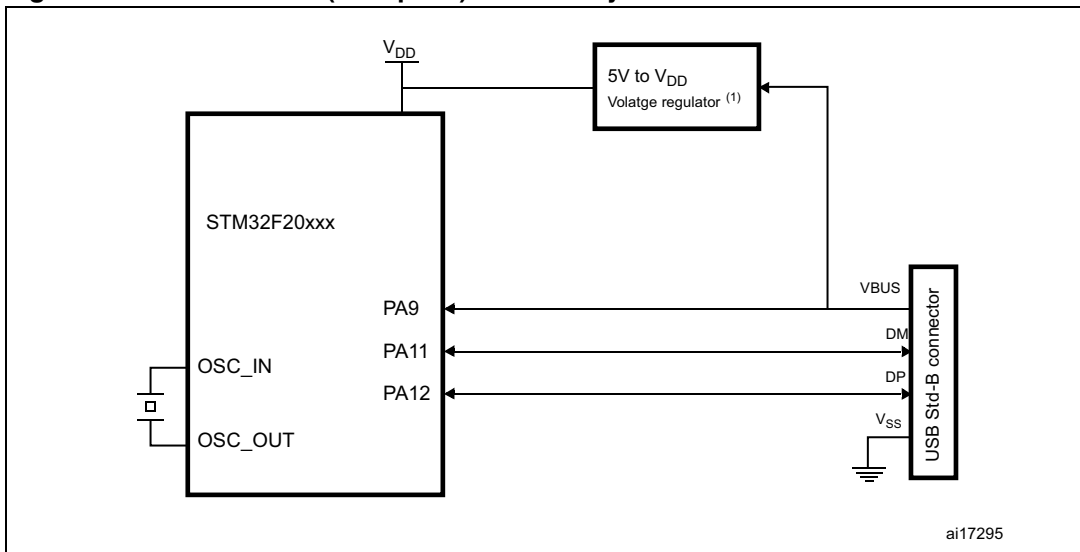 V_DD
5V to V_DD
Volatge regulator (1)
STM32F20xxx
VBUS
PA9
DM
PA11
OSC_IN
DP
PA12
V_SS
OSC_OUT
USB Std-B connector
ai17295